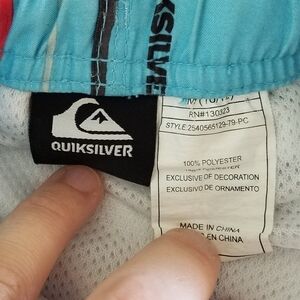 KSILVER
QUIKSILVER
M (10/12)
RN#130323
STYLE:2540565129-79-PC
100% POLYESTER
EXCLUSIVE OF DECORATION
EXCLUSIVO DE ORNAMENTO
MADE IN CHINA
EN CHINA